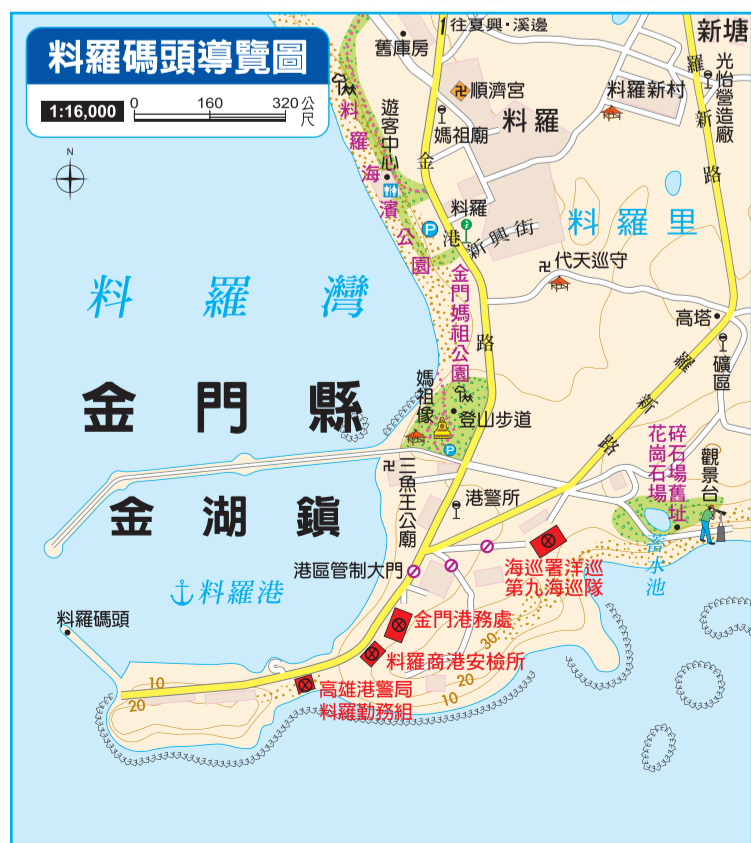 料羅碼頭導覽圖
1:16,000 0 160 320 公尺
N
往夏興·溪邊
舊庫房
順濟宮
媽祖廟
料羅
料羅新村
新塘
光怡營造廠
遊客中心
料羅海濱公園
P
料羅
新興街
金港路
新羅路
料羅里
代天巡守
高塔
礦區
料羅灣
金門縣
金湖鎮
金門媽祖公園
媽祖像
登山步道
P
三魚王公廟
港警所
新羅路
碎石場舊址
花崗石場
觀景台
蓄水池
海巡署洋巡
第九海巡隊
港區管制大門
料羅港
料羅碼頭
金門港務處
料羅商港安檢所
高雄港警局
料羅勤務組
10
20
30
20
10